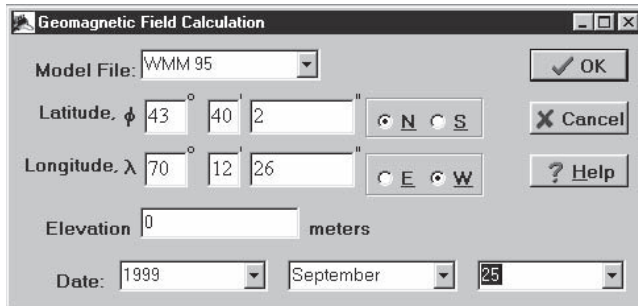 Geomagnetic Field Calculation
Model File: WMM 95
OK
Latitude, ϕ 43 ° 40 ' 2 " N S
Cancel
Longitude, λ 70 ° 12 ' 26 " E W
? Help
Elevation 0 meters
Date: 1999 September 25